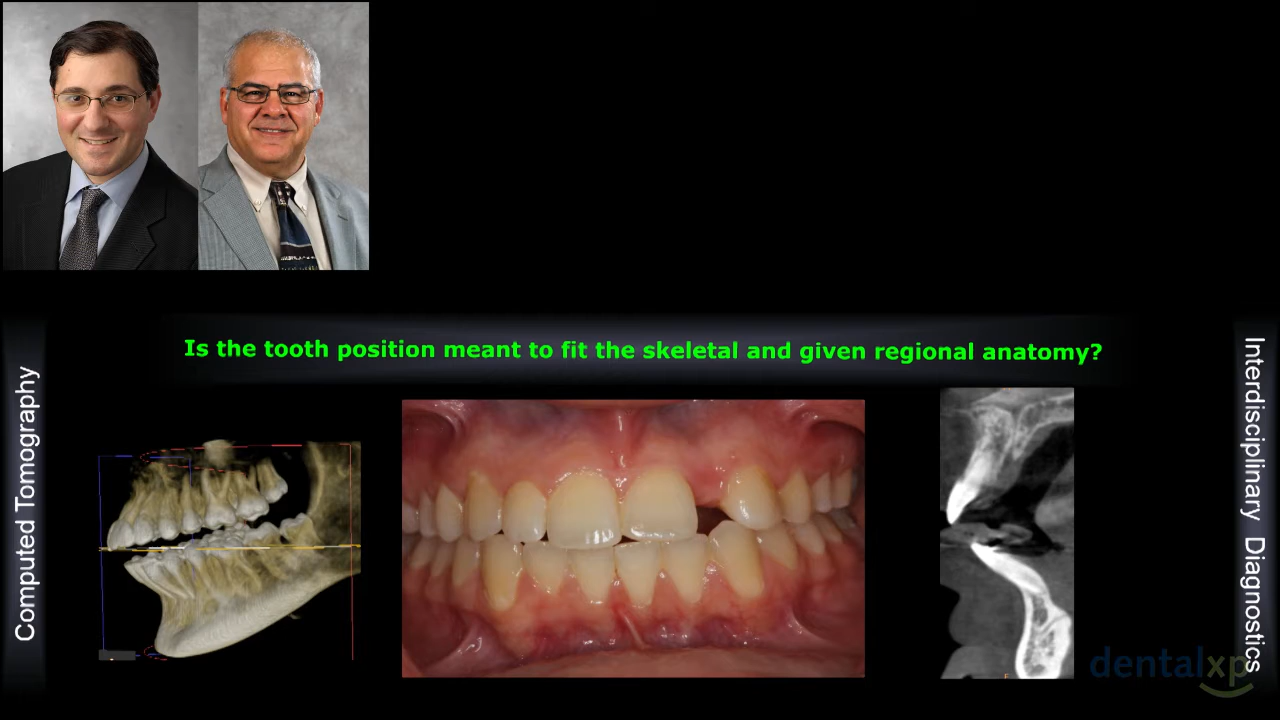 Is the tooth position meant to fit the skeletal and given regional anatomy?
Computed Tomography
Interdisciplinary Diagnostics
dentalxp